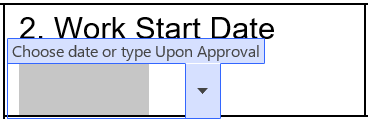 2. Work Start Date
Choose date or type Upon Approval